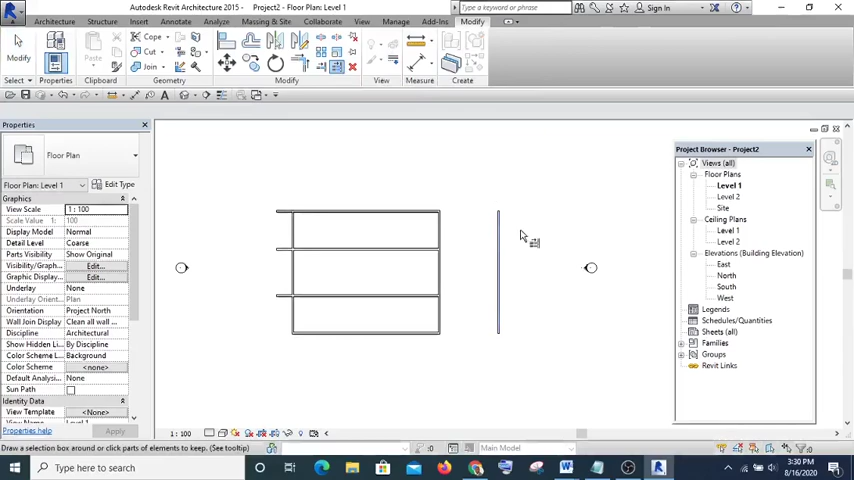 Autodesk Revit Architecture 2015 - Project2 - Floor Plan: Level 1
Type a keyword or phrase
Sign In
Architecture Structure Insert Annotate Analyze Massing & Site Collaborate View Manage Add-Ins Modify
Modify
Paste
Cope
Cut
Join
Select Properties Clipboard Geometry Modify View Measure Create
Properties
Floor Plan
Floor Plan: Level 1
Edit Type
Graphics
View Scale 1 : 100
Scale Value 1: 100
Display Model Normal
Detail Level Coarse
Parts Visibility Show Original
Visibility/Graph... Edit...
Graphic Display... Edit...
Underlay None
Underlay Orien... Plan
Orientation Project North
Wall Join Display Clean all wall ...
Discipline Architectural
Show Hidden Li... By Discipline
Color Scheme L... Background
Color Scheme <none>
Default Analysi... None
Sun Path
Identity Data
View Template <None>
Properties help
Apply
Project Browser - Project2
Views (all)
Floor Plans
Level 1
Level 2
Site
Ceiling Plans
Level 1
Level 2
Elevations (Building Elevation)
East
North
South
West
Legends
Schedules/Quantities
Sheets (all)
Families
Groups
Revit Links
1 : 100
Draw a selection box around or click parts of elements to keep. (See tooltip)
:0
Main Model
:0
Type here to search
3:30 PM
8/16/2020